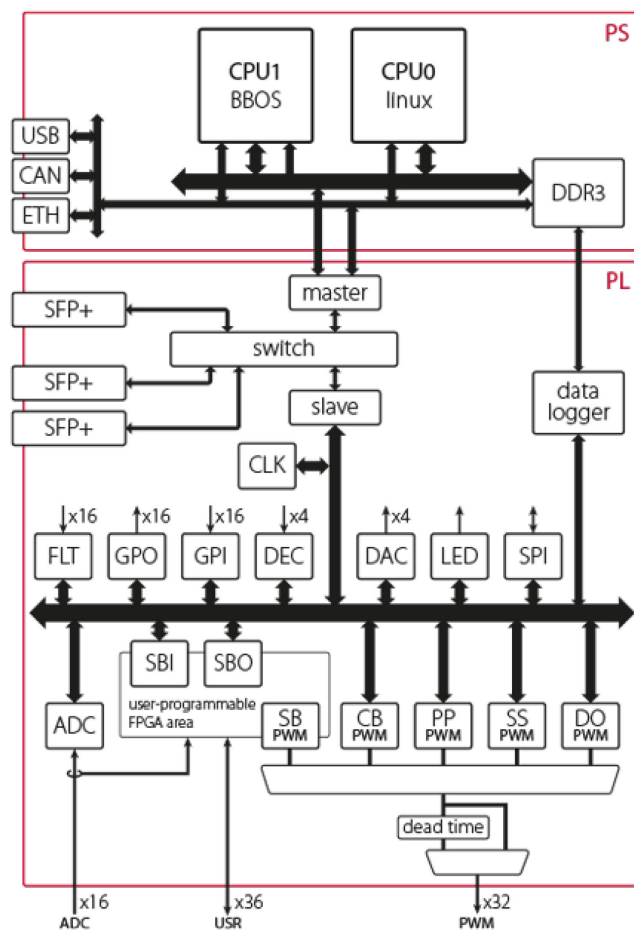 PS
CPU1
BBOS
CPU0
linux
USB
CAN
ETH
DDR3
PL
master
SFP+
switch
SFP+
data
logger
slave
SFP+
CLK
x16
x16
x16
x4
x4
FLT
GPO
GPI
DEC
DAC
LED
SPI
SBI
SBO
user-programmable
FPGA area
ADC
SB
PWM
CB
PWM
PP
PWM
SS
PWM
DO
PWM
dead time
x16
x36
x32
ADC
USR
PWM